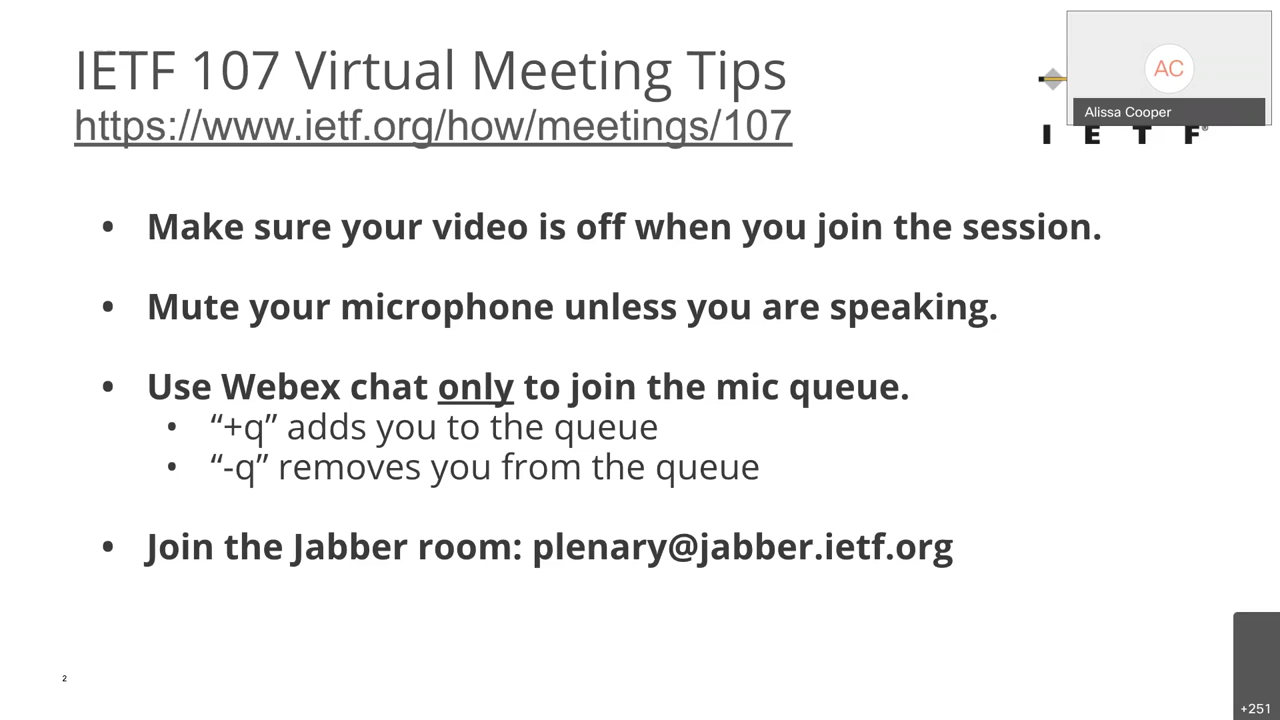 IETF 107 Virtual Meeting Tips
https://www.ietf.org/how/meetings/107
AC
Alissa Cooper
I E T F®
• Make sure your video is off when you join the session.
• Mute your microphone unless you are speaking.
• Use Webex chat only to join the mic queue.
• “+q” adds you to the queue
• “-q” removes you from the queue
• Join the Jabber room: plenary@jabber.ietf.org
2
+251